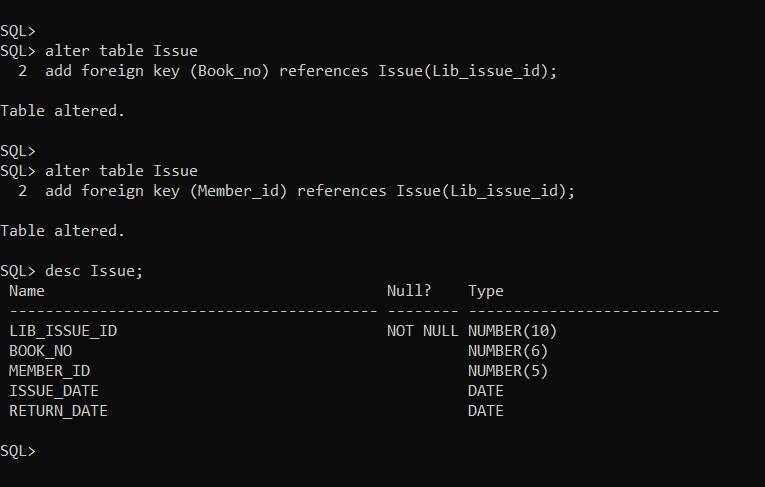 SQL>
SQL> alter table Issue
  2  add foreign key (Book_no) references Issue(Lib_issue_id);
Table altered.
SQL>
SQL> alter table Issue
  2  add foreign key (Member_id) references Issue(Lib_issue_id);
Table altered.
SQL> desc Issue;
 Name                                      Null?    Type
 ----------------------------------------- -------- ----------------------------
 LIB_ISSUE_ID                              NOT NULL NUMBER(10)
 BOOK_NO                                            NUMBER(6)
 MEMBER_ID                                          NUMBER(5)
 ISSUE_DATE                                         DATE
 RETURN_DATE                                        DATE
SQL>